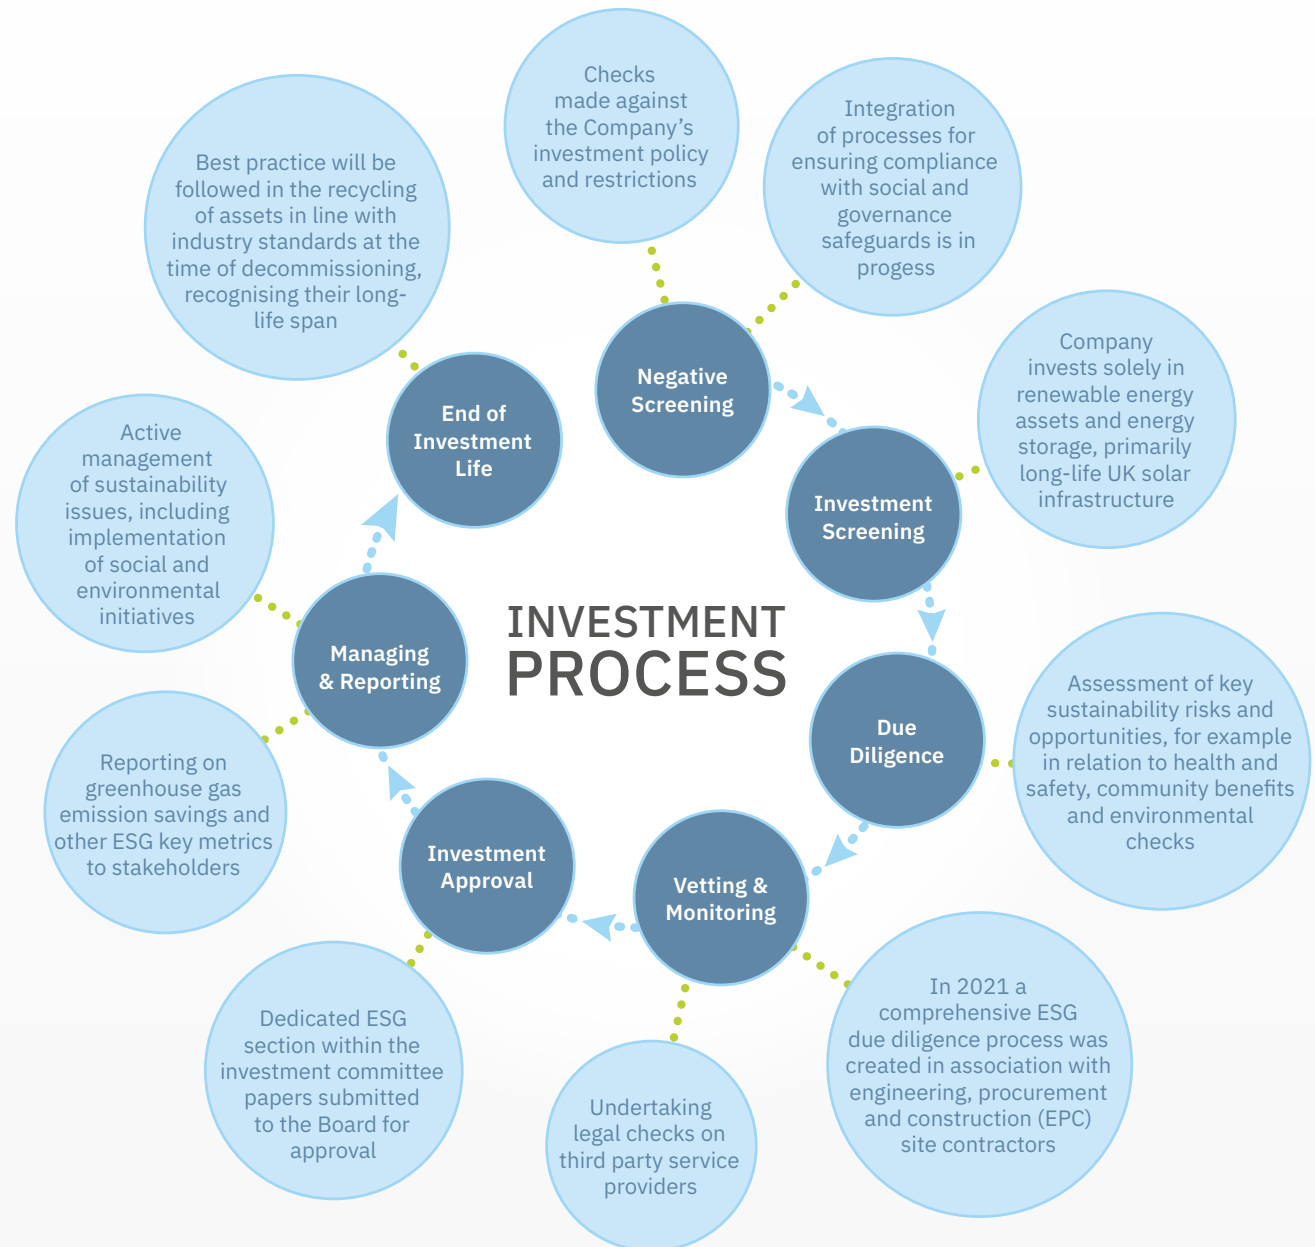 INVESTMENT
PROCESS
Negative
Screening
Checks
made against
the Company’s
investment policy
and restrictions
Integration
of processes for
ensuring compliance
with social and
governance
safeguards is in
progess
Investment
Screening
Company
invests solely in
renewable energy
assets and energy
storage, primarily
long-life UK solar
infrastructure
Due
Diligence
Assessment of key
sustainability risks and
opportunities, for example
in relation to health and
safety, community benefits
and environmental
checks
Vetting &
Monitoring
In 2021 a
comprehensive ESG
due diligence process was
created in association with
engineering, procurement
and construction (EPC)
site contractors
Undertaking
legal checks on
third party service
providers
Investment
Approval
Dedicated ESG
section within the
investment committee
papers submitted
to the Board for
approval
Managing
& Reporting
Reporting on
greenhouse gas
emission savings and
other ESG key metrics
to stakeholders
Active
management
of sustainability
issues, including
implementation
of social and
environmental
initiatives
End of
Investment
Life
Best practice will be
followed in the recycling
of assets in line with
industry standards at the
time of decommissioning,
recognising their long-
life span